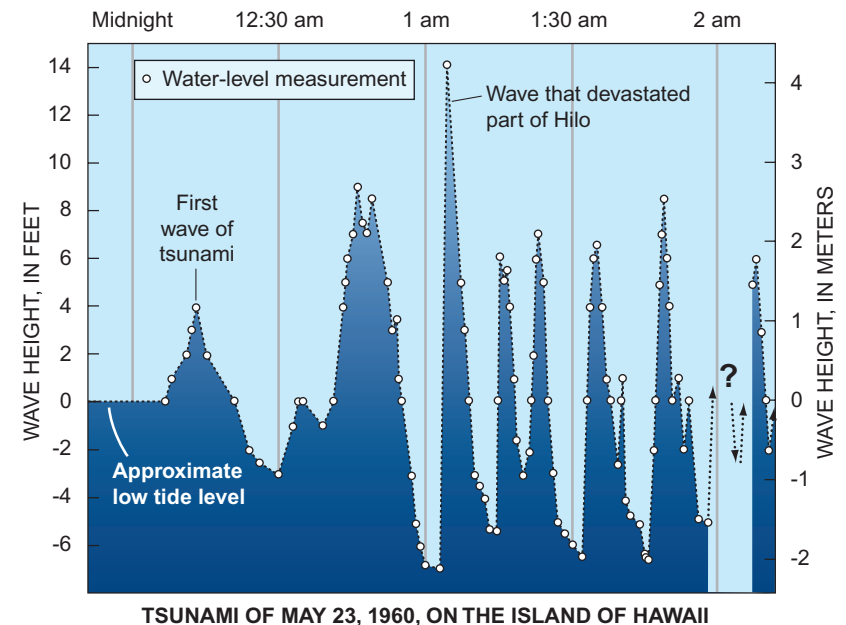 Midnight 12:30 am 1 am 1:30 am 2 am
WAVE HEIGHT, IN FEET
14
12
10
8
6
4
2
0
-2
-4
-6
Water-level measurement
Wave that devastated
part of Hilo
First
wave of
tsunami
?
Approximate
low tide level
4
3
2
1
0
-1
-2
WAVE HEIGHT, IN METERS
TSUNAMI OF MAY 23, 1960, ON THE ISLAND OF HAWAII